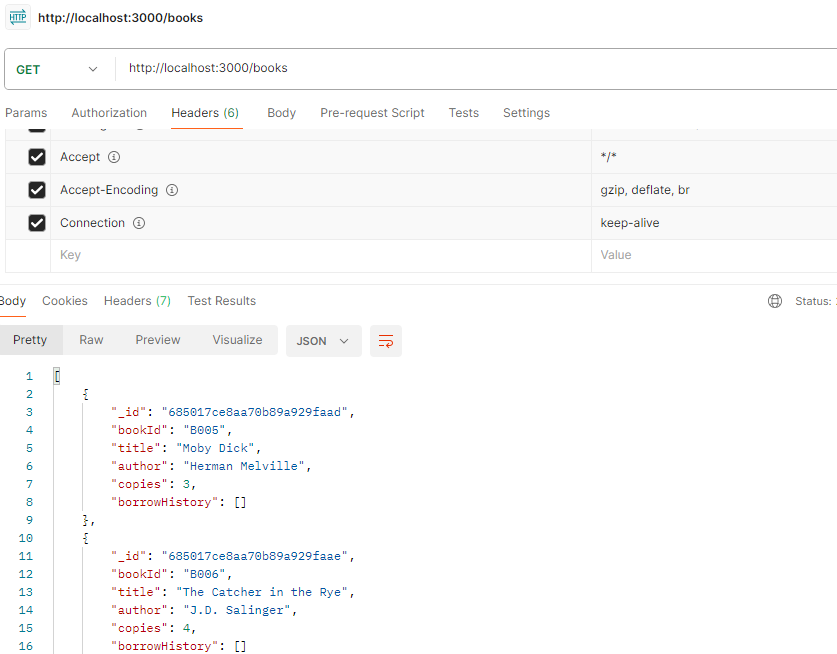 HTTP http://localhost:3000/books
GET http://localhost:3000/books
Params Authorization Headers (6) Body Pre-request Script Tests Settings
Accept */*
Accept-Encoding gzip, deflate, br
Connection keep-alive
Key Value
Body Cookies Headers (7) Test Results Status:
Pretty Raw Preview Visualize JSON
1 [
2 {
3 "_id": "685017ce8aa70b89a929faad",
4 "bookId": "B005",
5 "title": "Moby Dick",
6 "author": "Herman Melville",
7 "copies": 3,
8 "borrowHistory": []
9 },
10 {
11 "_id": "685017ce8aa70b89a929faae",
12 "bookId": "B006",
13 "title": "The Catcher in the Rye",
14 "author": "J.D. Salinger",
15 "copies": 4,
16 "borrowHistory": []